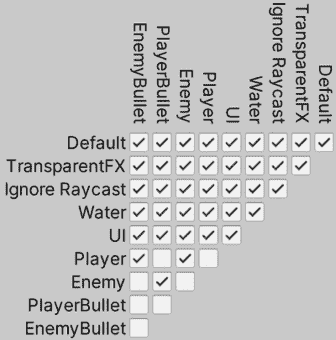 EnemyBullet
PlayerBullet
Enemy
Player
UI
Water
Ignore Raycast
TransparentFX
Default
Default
TransparentFX
Ignore Raycast
Water
UI
Player
Enemy
PlayerBullet
EnemyBullet